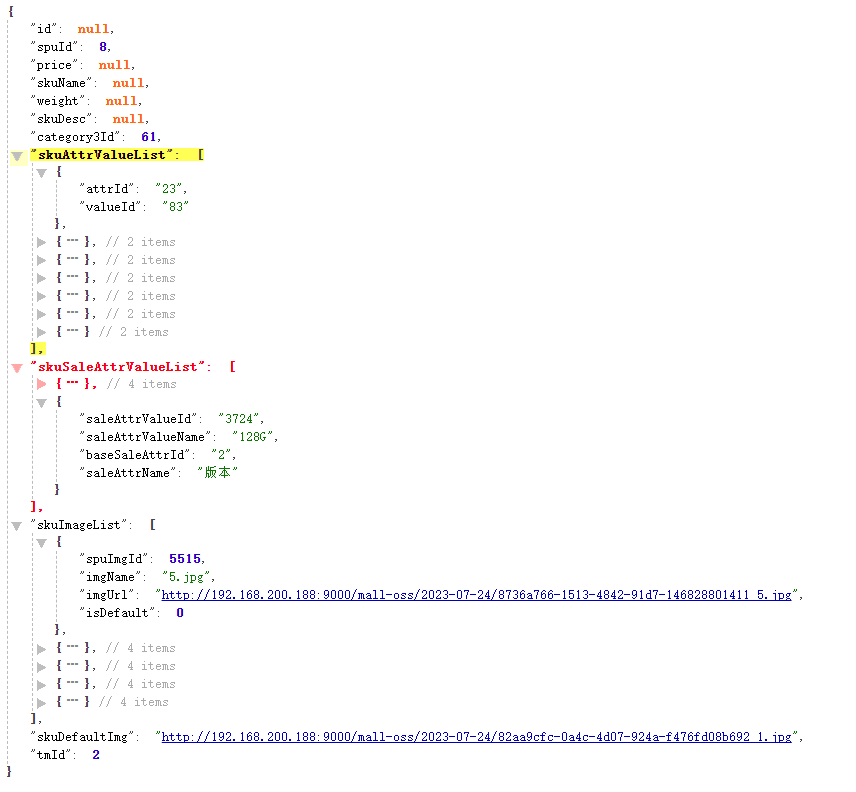 {
"id": null,
"spuId": 8,
"price": null,
"skuName": null,
"weight": null,
"skuDesc": null,
"category3Id": 61,
"skuAttrValueList": [
{
"attrId": "23",
"valueId": "83"
},
{ ··· }, // 2 items
{ ··· }, // 2 items
{ ··· }, // 2 items
{ ··· }, // 2 items
{ ··· }, // 2 items
{ ··· } // 2 items
],
"skuSaleAttrValueList": [
{ ··· }, // 4 items
{
"saleAttrValueId": "3724",
"saleAttrValueName": "128G",
"baseSaleAttrId": "2",
"saleAttrName": "版本"
}
],
"skuImageList": [
{
"spuImgId": 5515,
"imgName": "5.jpg",
"imgUrl": "http://192.168.200.188:9000/mall-oss/2023-07-24/8736a766-1513-4842-91d7-146828801411_5.jpg",
"isDefault": 0
},
{ ··· }, // 4 items
{ ··· }, // 4 items
{ ··· }, // 4 items
{ ··· } // 4 items
],
"skuDefaultImg": "http://192.168.200.188:9000/mall-oss/2023-07-24/82aa9cfc-0a4c-4d07-924a-f476fd08b692_1.jpg",
"tmId": 2
}